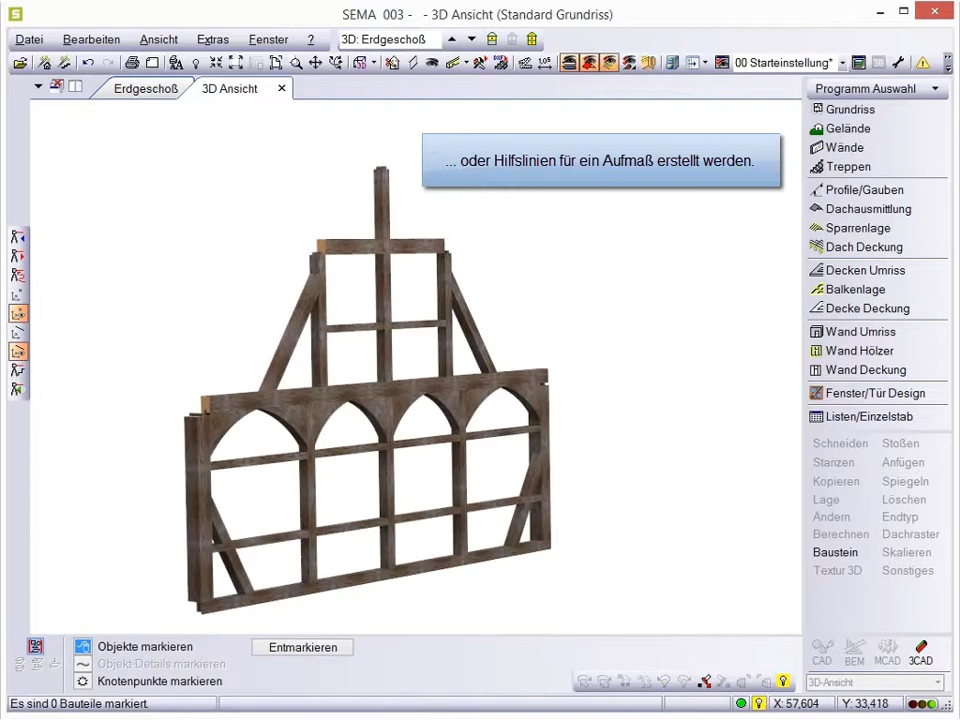 SEMA 003 - - 3D Ansicht (Standard Grundriss)
Datei Bearbeiten Ansicht Extras Fenster ? 3D: Erdgeschoß
00 Starteinstellung*
Erdgeschoß 3D Ansicht
... oder Hilfslinien für ein Aufmaß erstellt werden.
Programm Auswahl
Grundriss
Gelände
Wände
Treppen
Profile/Gauben
Dachausmittlung
Sparrenlage
Dach Deckung
Decken Umriss
Balkenlage
Decke Deckung
Wand Umriss
Wand Hölzer
Wand Deckung
Fenster/Tür Design
Listen/Einzelstab
Schneiden Stoßen
Stanzen Anfügen
Kopieren Spiegeln
Lage Löschen
Ändern Endtyp
Berechnen Dachraster
Baustein Skalieren
Textur 3D Sonstiges
CAD BEM MCAD 3CAD
3D-Ansicht
Objekte markieren Entmarkieren
Objekt-Details markieren
Knotenpunkte markieren
Es sind 0 Bauteile markiert.
X: 57,604 Y: 33,418